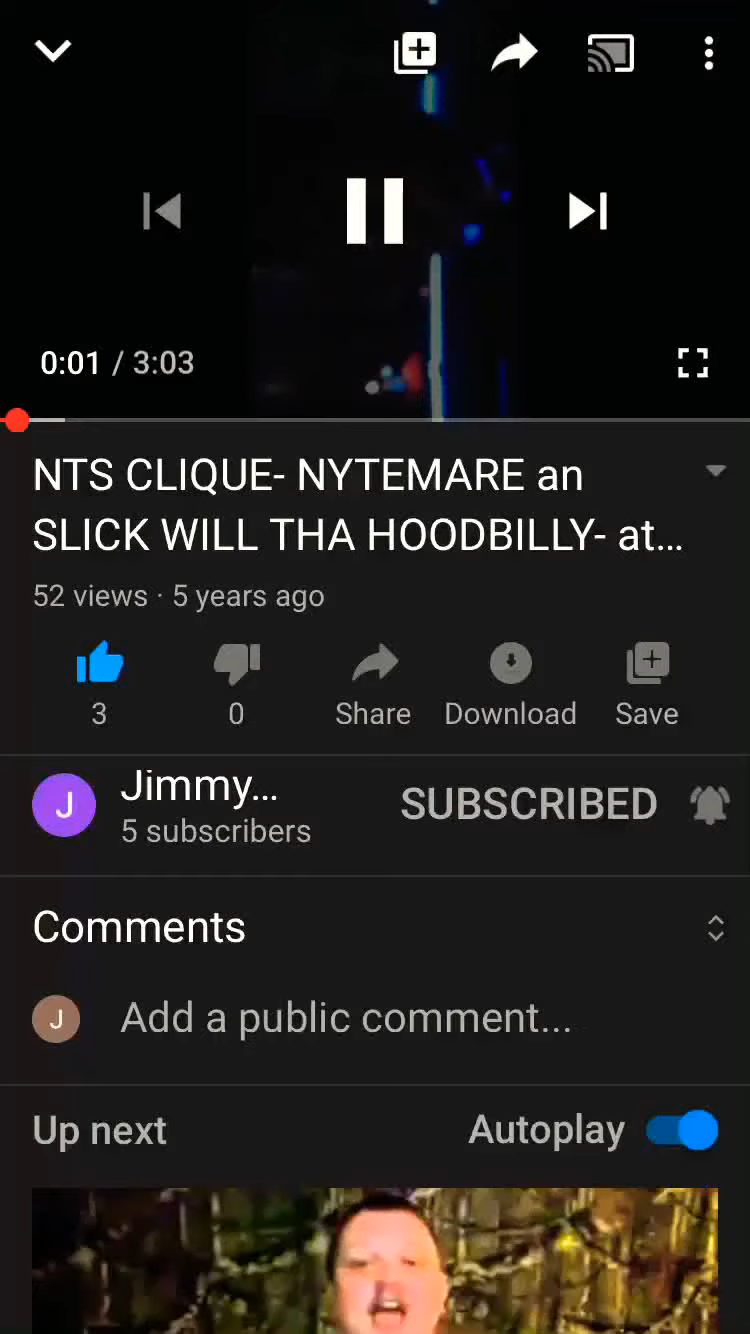 0:01 / 3:03
NTS CLIQUE- NYTEMARE an
SLICK WILL THA HOODBILLY- at...
52 views · 5 years ago
3
0
Share
Download
Save
J
Jimmy...
5 subscribers
SUBSCRIBED
Comments
J
Add a public comment...
Up next
Autoplay